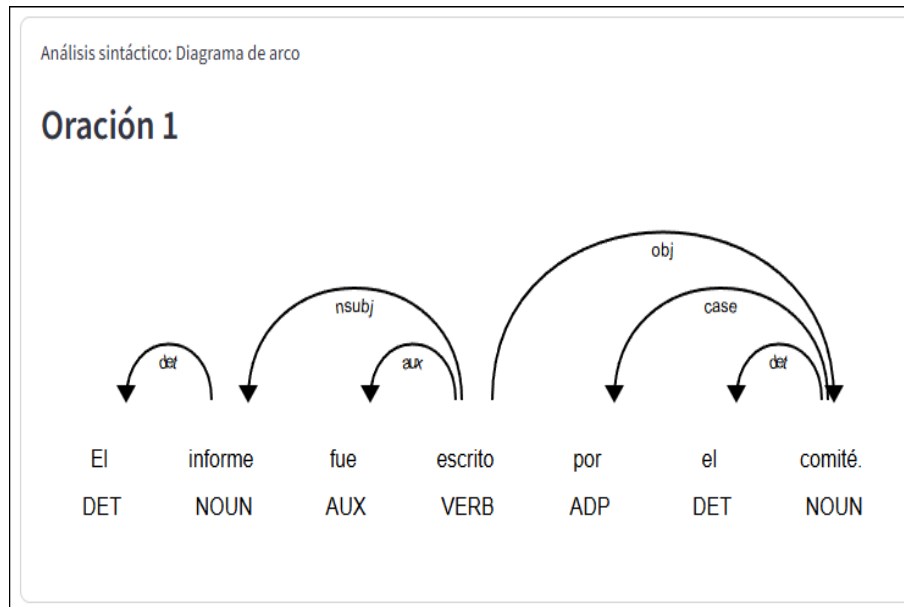 Análisis sintáctico: Diagrama de arco
Oración 1
obj
nsubj case
det aux det
El informe fue escrito por el comité.
DET NOUN AUX VERB ADP DET NOUN